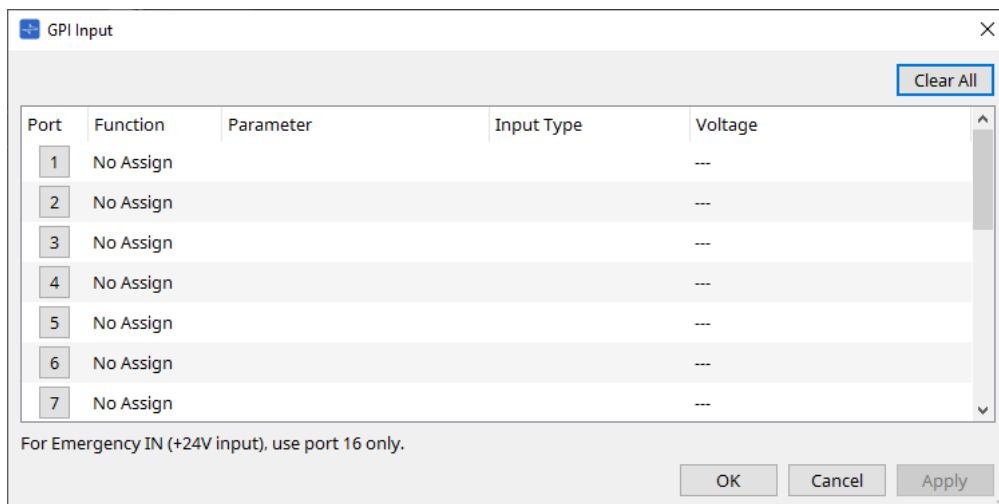 GPI Input
Clear All
Port Function Parameter Input Type Voltage
1 No Assign ---
2 No Assign ---
3 No Assign ---
4 No Assign ---
5 No Assign ---
6 No Assign ---
7 No Assign ---
For Emergency IN (+24V input), use port 16 only.
OK Cancel Apply